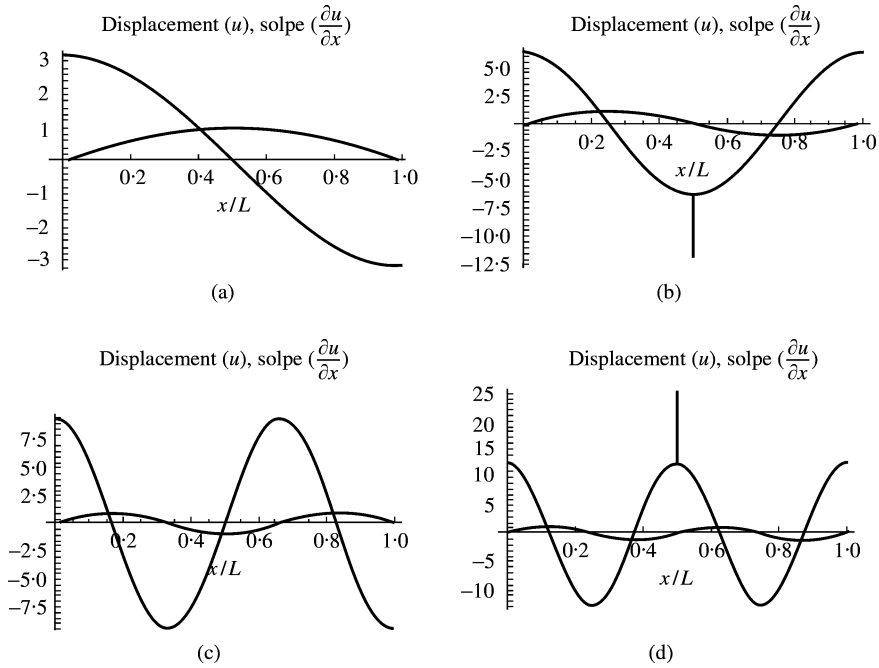 Displacement (u), solpe (∂u/∂x)
3
2
1
−1
−2
−3
0·2 0·4 0·6 0·8 1·0
x/L
(a)
Displacement (u), solpe (∂u/∂x)
5·0
2·5
−2·5
−5·0
−7·5
−10·0
−12·5
0·2 0·4 0·6 0·8 1·0
x/L
(b)
Displacement (u), solpe (∂u/∂x)
7·5
5·0
2·5
−2·5
−5·0
−7·5
0·2 0·4 0·6 0·8 1·0
x/L
(c)
Displacement (u), solpe (∂u/∂x)
25
20
15
10
5
−5
−10
0·2 0·4 0·6 0·8 1·0
x/L
(d)